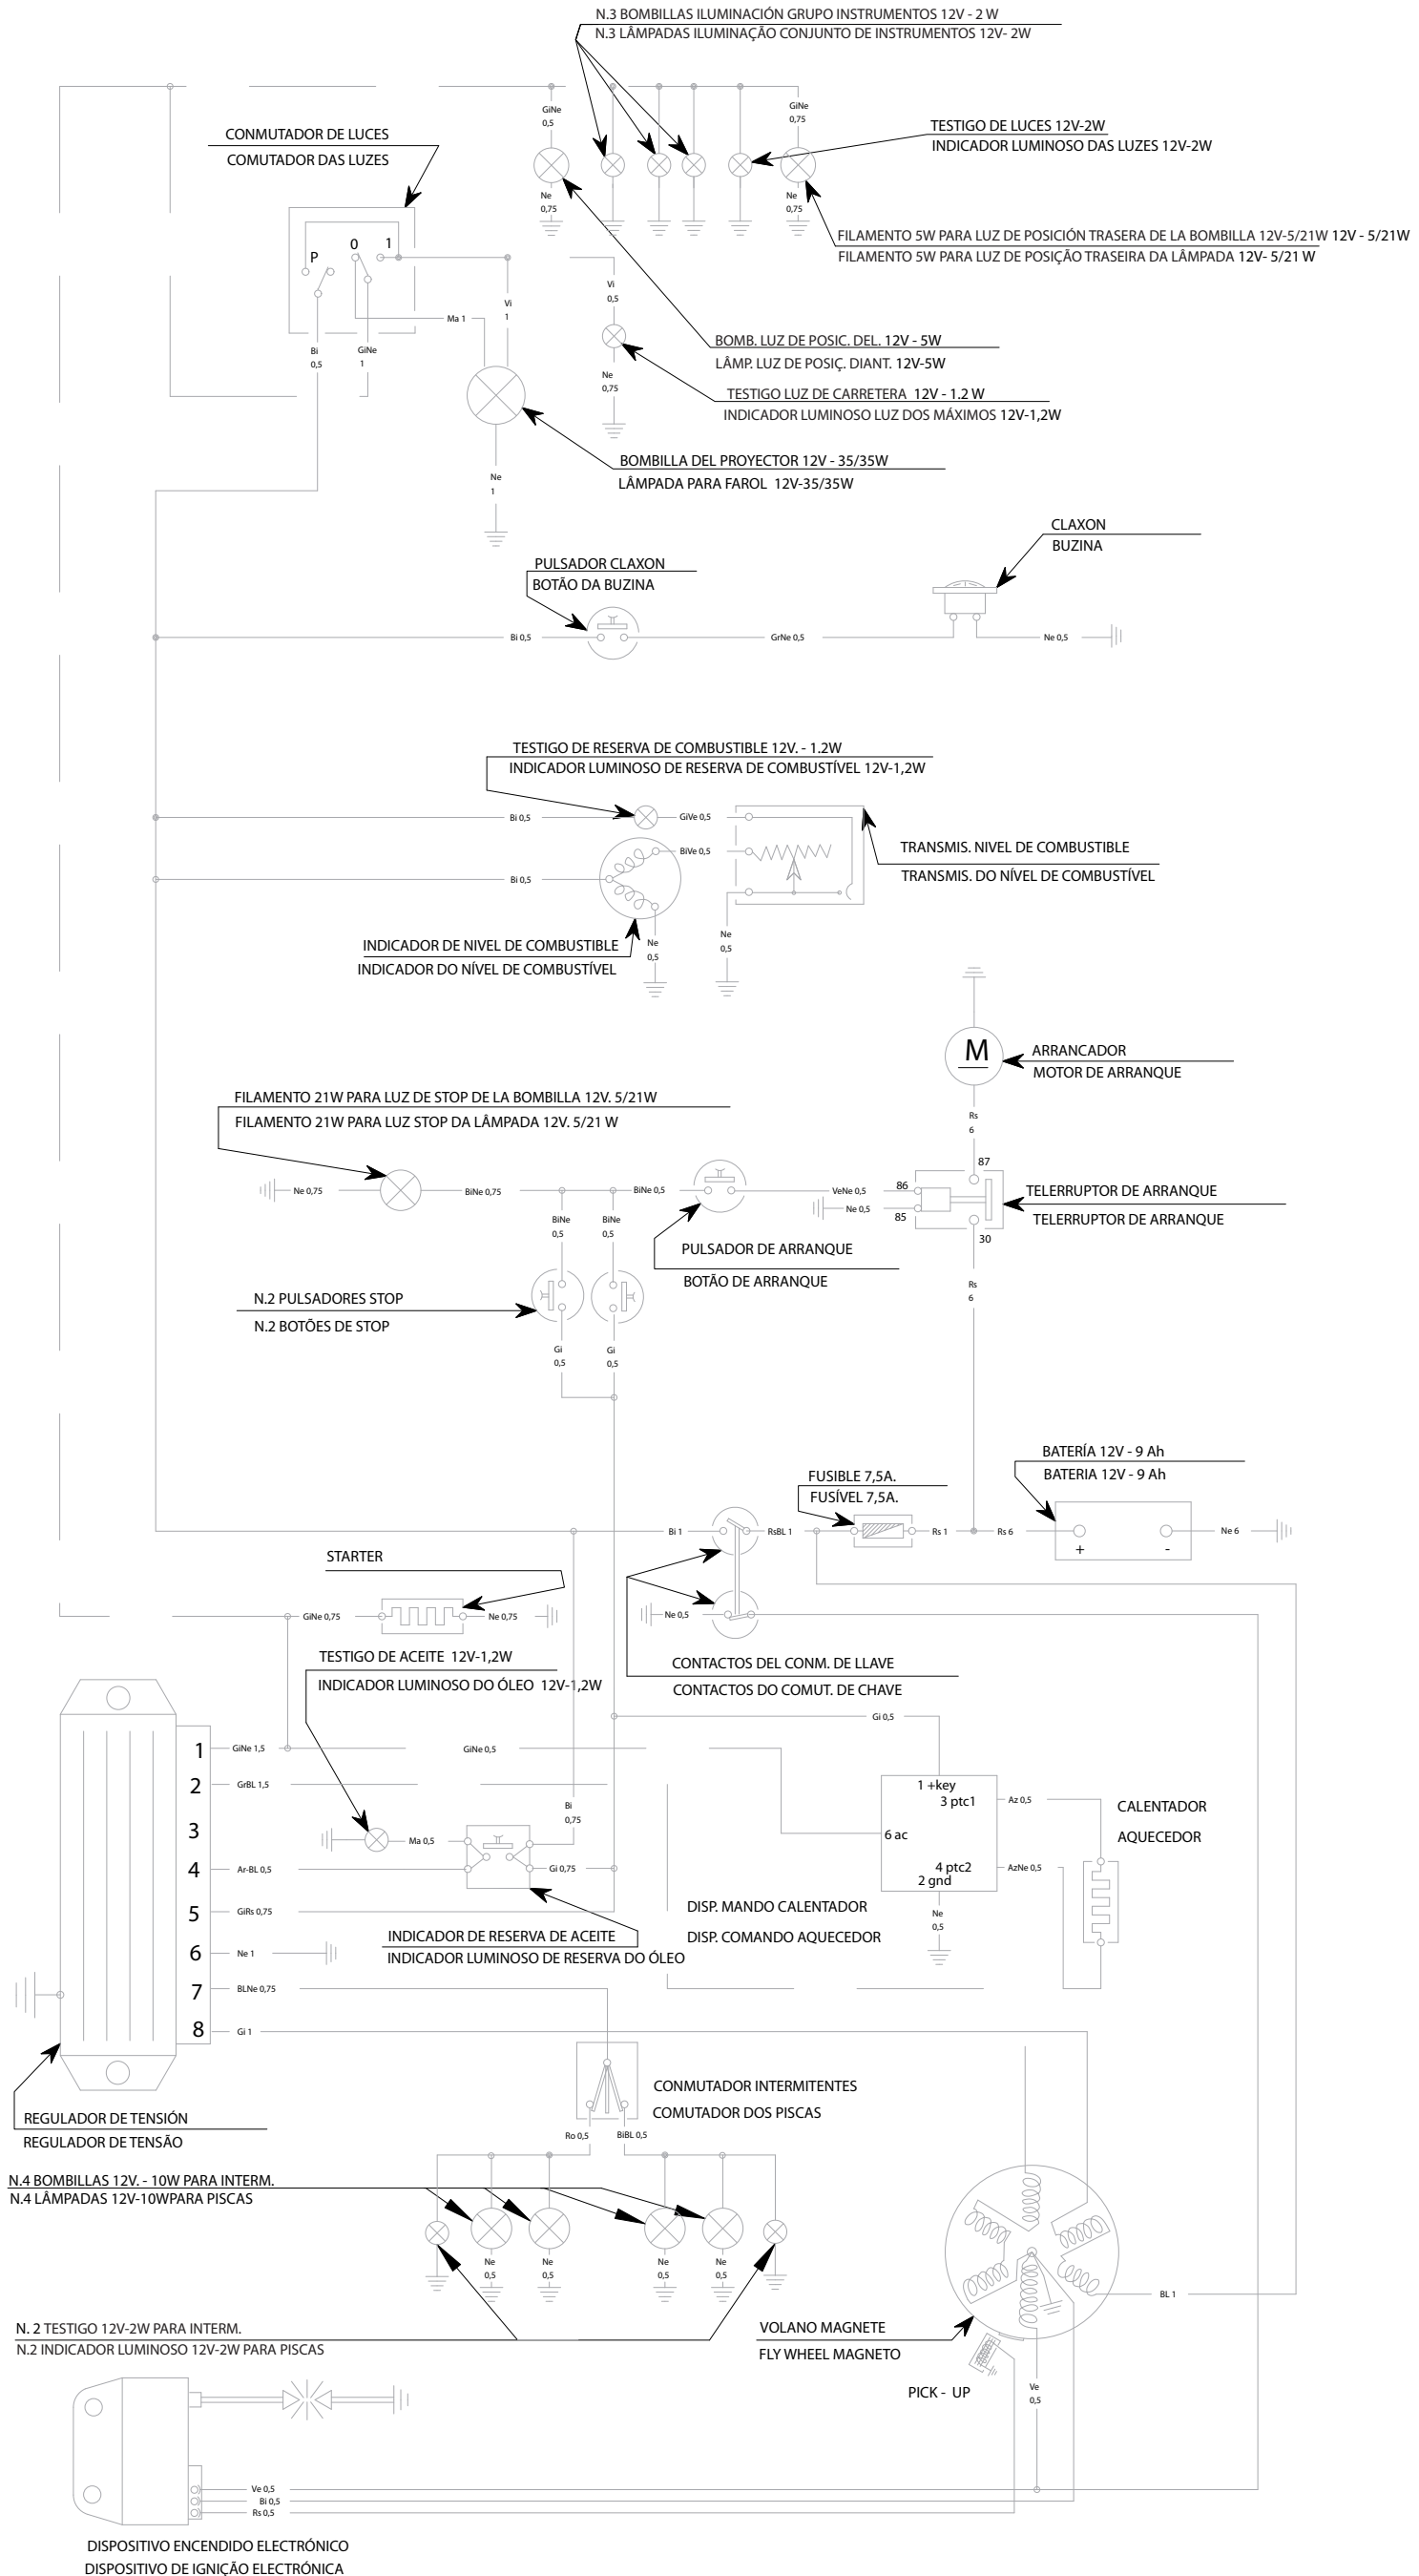 N.3 BOMBILLAS ILUMINACIÓN GRUPO INSTRUMENTOS 12V - 2 W
N.3 LÂMPADAS ILUMINAÇÃO CONJUNTO DE INSTRUMENTOS 12V- 2W
GiNe
0,5
GiNe
0,75
CONMUTADOR DE LUCES
COMUTADOR DAS LUZES
TESTIGO DE LUCES 12V-2W
INDICADOR LUMINOSO DAS LUZES 12V-2W
Ne
0,75
Ne
0,75
FILAMENTO 5W PARA LUZ DE POSICIÓN TRASERA DE LA BOMBILLA 12V-5/21W 12V - 5/21W
FILAMENTO 5W PARA LUZ DE POSIÇÃO TRASEIRA DA LÂMPADA 12V- 5/21 W
P
0
1
Vi
1
Vi
0,5
Ma 1
Bi
0,5
GiNe
1
BOMB. LUZ DE POSIC. DEL. 12V - 5W
LÂMP. LUZ DE POSIÇ. DIANT. 12V-5W
Ne
0,75
TESTIGO LUZ DE CARRETERA 12V - 1.2 W
INDICADOR LUMINOSO LUZ DOS MÁXIMOS 12V-1,2W
BOMBILLA DEL PROYECTOR 12V - 35/35W
LÂMPADA PARA FAROL 12V-35/35W
Ne
1
CLAXON
BUZINA
PULSADOR CLAXON
BOTÃO DA BUZINA
Bi 0,5
GrNe 0,5
Ne 0,5
TESTIGO DE RESERVA DE COMBUSTIBLE 12V. - 1.2W
INDICADOR LUMINOSO DE RESERVA DE COMBUSTÍVEL 12V-1,2W
Bi 0,5
GiVe 0,5
BiVe 0,5
Bi 0,5
TRANSMIS. NIVEL DE COMBUSTIBLE
TRANSMIS. DO NÍVEL DE COMBUSTÍVEL
Ne
0,5
Ne
0,5
INDICADOR DE NIVEL DE COMBUSTIBLE
INDICADOR DO NÍVEL DE COMBUSTÍVEL
M
ARRANCADOR
MOTOR DE ARRANQUE
FILAMENTO 21W PARA LUZ DE STOP DE LA BOMBILLA 12V. 5/21W
FILAMENTO 21W PARA LUZ STOP DA LÂMPADA 12V. 5/21 W
Rs
6
87
Ne 0,75
BiNe 0,75
BiNe 0,5
VeNe 0,5
86
Ne 0,5
85
30
TELERRUPTOR DE ARRANQUE
TELERRUPTOR DE ARRANQUE
BiNe
0,5
BiNe
0,5
PULSADOR DE ARRANQUE
BOTÃO DE ARRANQUE
Rs
6
N.2 PULSADORES STOP
N.2 BOTÕES DE STOP
Gi
0,5
Gi
0,5
BATERÍA 12V - 9 Ah
BATERIA 12V - 9 Ah
FUSIBLE 7,5A.
FUSÍVEL 7,5A.
Bi 1
RsBL 1
Rs 1
Rs 6
+
-
Ne 6
STARTER
GiNe 0,75
Ne 0,75
Ne 0,5
TESTIGO DE ACEITE 12V-1,2W
INDICADOR LUMINOSO DO ÓLEO 12V-1,2W
CONTACTOS DEL CONM. DE LLAVE
CONTACTOS DO COMUT. DE CHAVE
Gi 0,5
1
GiNe 1,5
GiNe 0,5
2
GrBL 1,5
1 +key
3 ptc1
Az 0,5
CALENTADOR
AQUECEDOR
Bi
0,75
3
Ma 0,5
6 ac
4
Ar-BL 0,5
Gi 0,75
4 ptc2
2 gnd
AzNe 0,5
5
GiRs 0,75
Ne
0,5
DISP. MANDO CALENTADOR
DISP. COMANDO AQUECEDOR
INDICADOR DE RESERVA DE ACEITE
INDICADOR LUMINOSO DE RESERVA DO ÓLEO
6
Ne 1
7
BLNe 0,75
8
Gi 1
REGULADOR DE TENSIÓN
REGULADOR DE TENSÃO
CONMUTADOR INTERMITENTES
COMUTADOR DOS PISCAS
Ro 0,5
BiBL 0,5
N.4 BOMBILLAS 12V. - 10W PARA INTERM.
N.4 LÂMPADAS 12V-10WPARA PISCAS
Ne
0,5
Ne
0,5
Ne
0,5
Ne
0,5
BL 1
N. 2 TESTIGO 12V-2W PARA INTERM.
N.2 INDICADOR LUMINOSO 12V-2W PARA PISCAS
VOLANO MAGNETE
FLY WHEEL MAGNETO
PICK - UP
Ve
0,5
Ve 0,5
Bi 0,5
Rs 0,5
DISPOSITIVO ENCENDIDO ELECTRÓNICO
DISPOSITIVO DE IGNIÇÃO ELECTRÓNICA